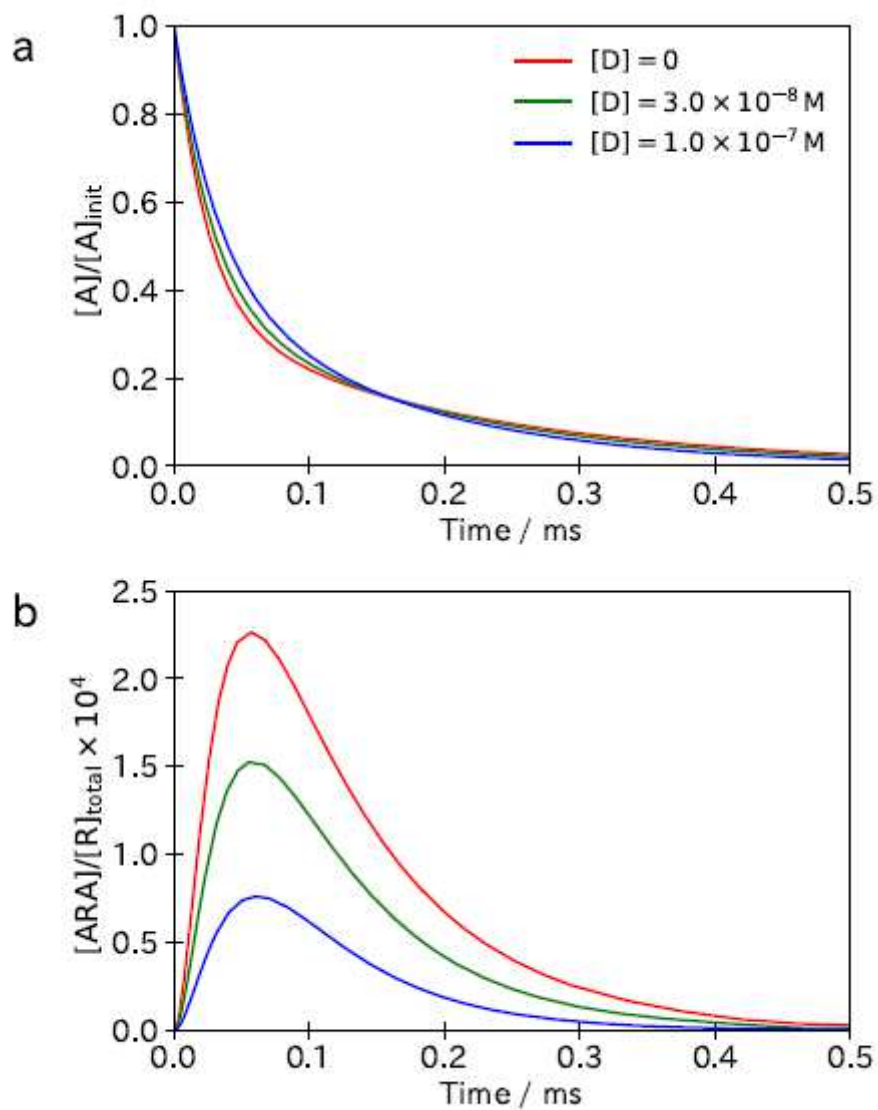 a
[A]/[A]init
1.0
0.8
0.6
0.4
0.2
0.0
[D] = 0
[D] = 3.0 × 10⁻⁸ M
[D] = 1.0 × 10⁻⁷ M
0.0 0.1 0.2 0.3 0.4 0.5
Time / ms
b
[ARA]/[R]total × 10⁴
2.5
2.0
1.5
1.0
0.5
0.0
0.0 0.1 0.2 0.3 0.4 0.5
Time / ms